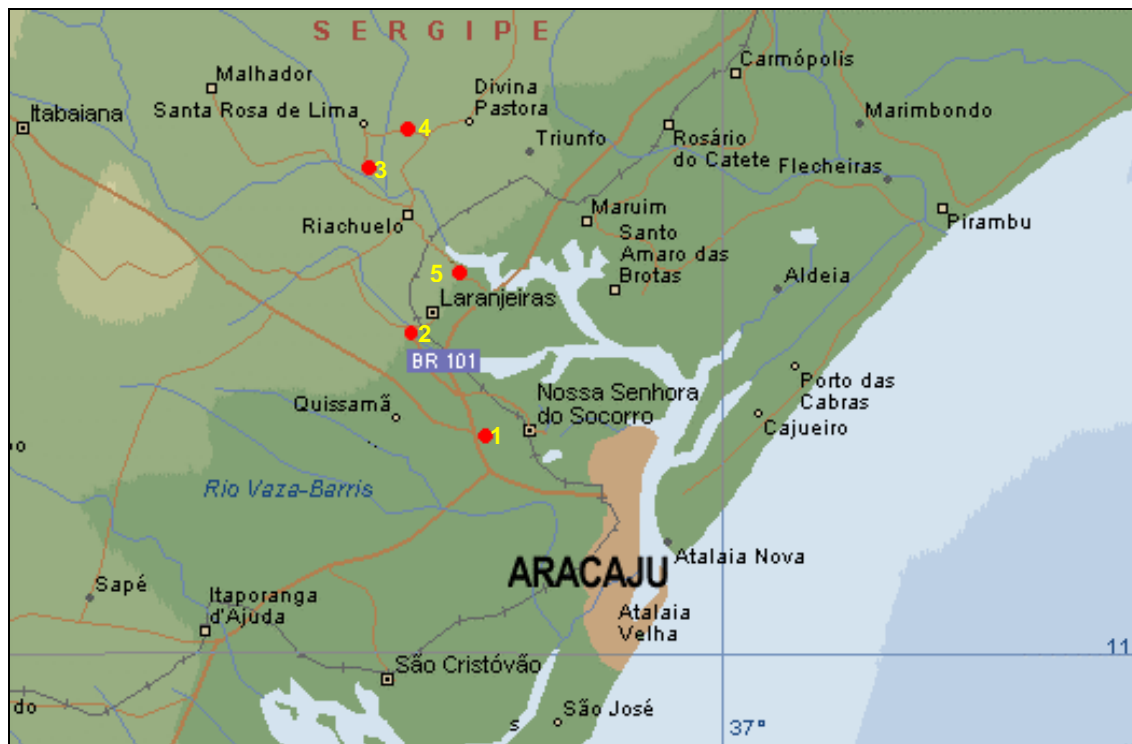 SERGIPE
Malhador
Santa Rosa de Lima
Divina
Pastora
Carmópolis
Itabaiana
4
Triunfo
Rosário
do Catete
Marimbondo
3
Flecheiras
Riachuelo
Maruim
Pirambu
Santo
Amaro das
Brotas
5
Aldeia
Laranjeiras
2
BR 101
Porto das
Cabras
Nossa Senhora
do Socorro
Quissamã
Cajueiro
1
o
Rio Vaza-Barris
ARACAJU
Atalaia Nova
Sapé
Itaporanga
d'Ajuda
Atalaia
Velha
11
São Cristóvão
do
São José
s
37°